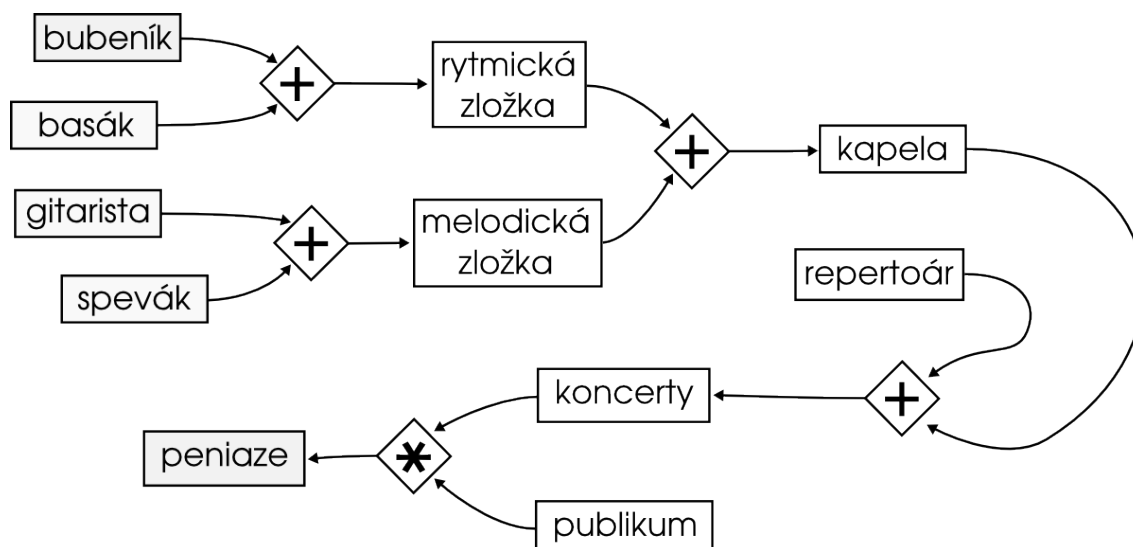 bubeník
basák
+
rytmická
zložka
gitarista
spevák
+
melodická
zložka
+
kapela
repertoár
+
koncerty
publikum
*
peniaze